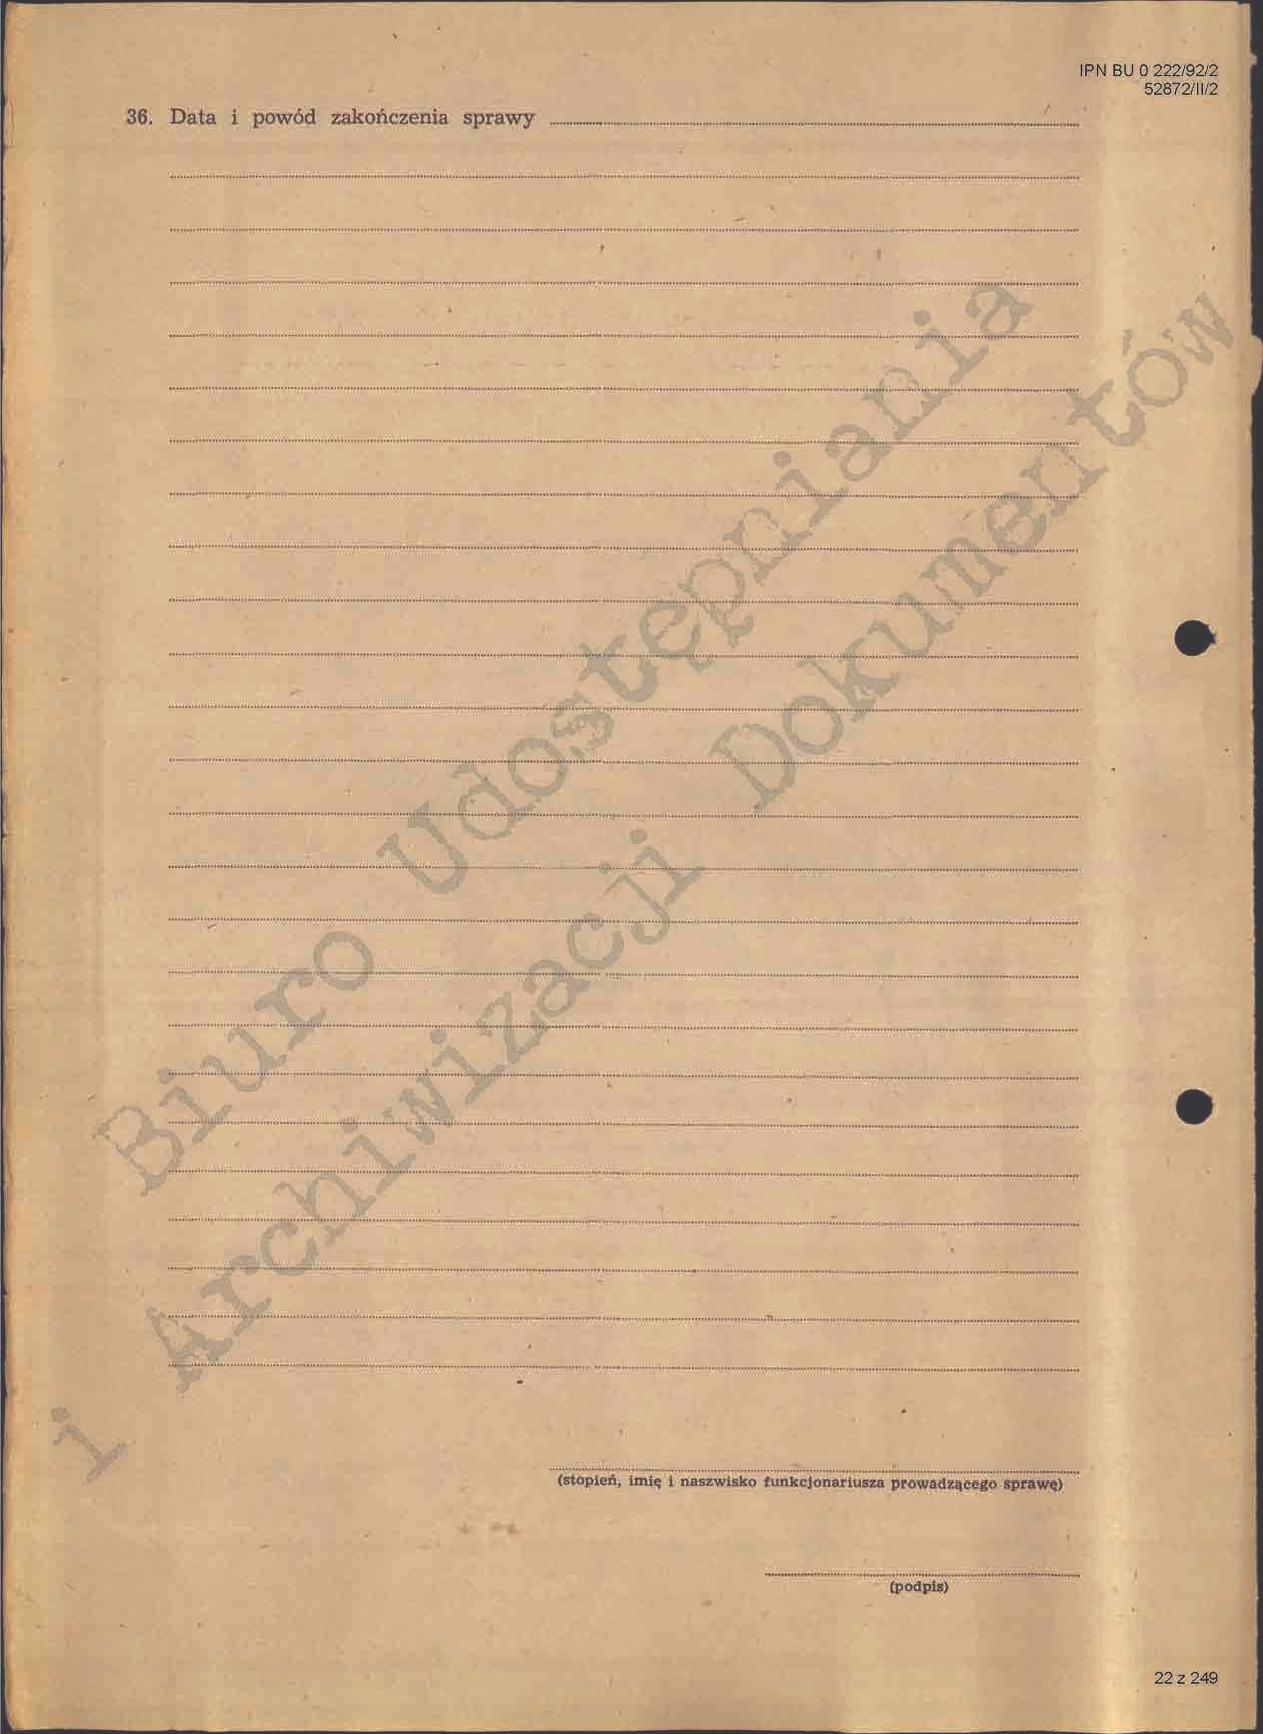 IPN BU 0 222/92/2
52872/II/2
36. Data i powód zakończenia sprawy
Biuro Udostępniania
i Archiwizacji Dokumentów
(stopień, imię i naszwisko funkcjonariusza prowadzącego sprawę)
(podpis)
22 z 249